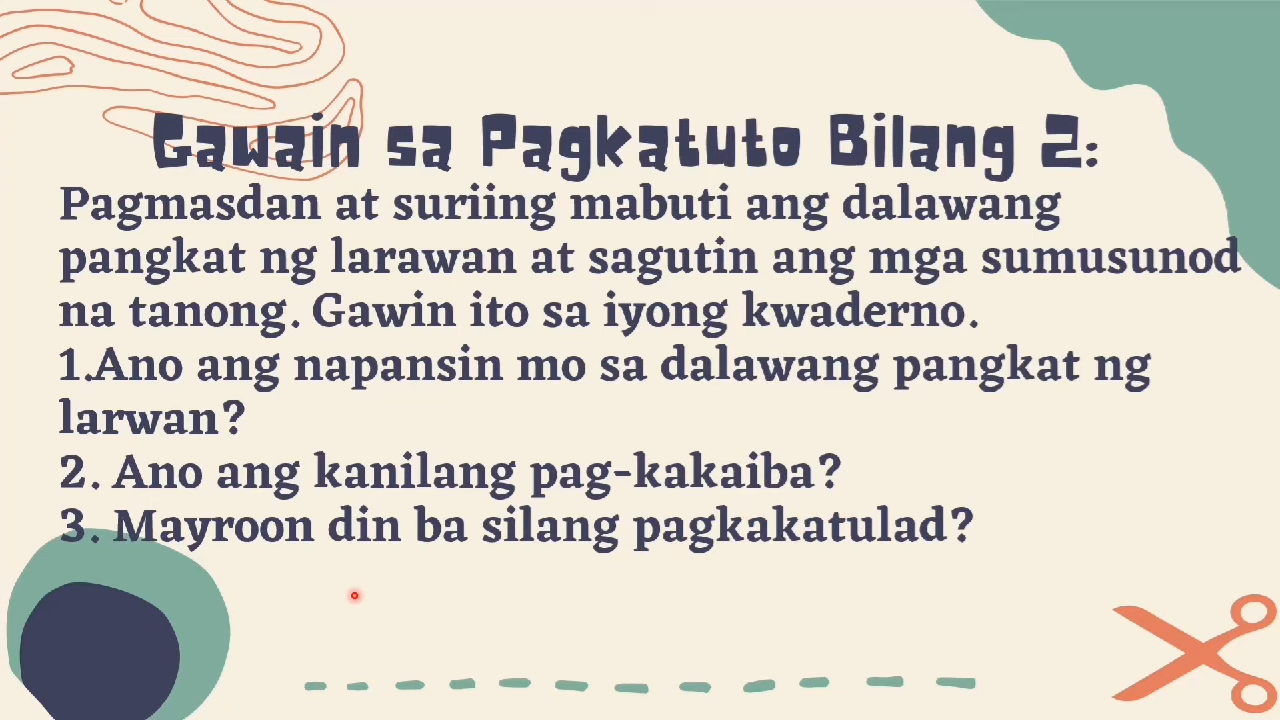 Gawain sa Pagkatuto Bilang 2:
Pagmasdan at suriing mabuti ang dalawang
pangkat ng larawan at sagutin ang mga sumusunod
na tanong. Gawin ito sa iyong kwaderno.
1.Ano ang napansin mo sa dalawang pangkat ng
larwan?
2. Ano ang kanilang pag-kakaiba?
3. Mayroon din ba silang pagkakatulad?